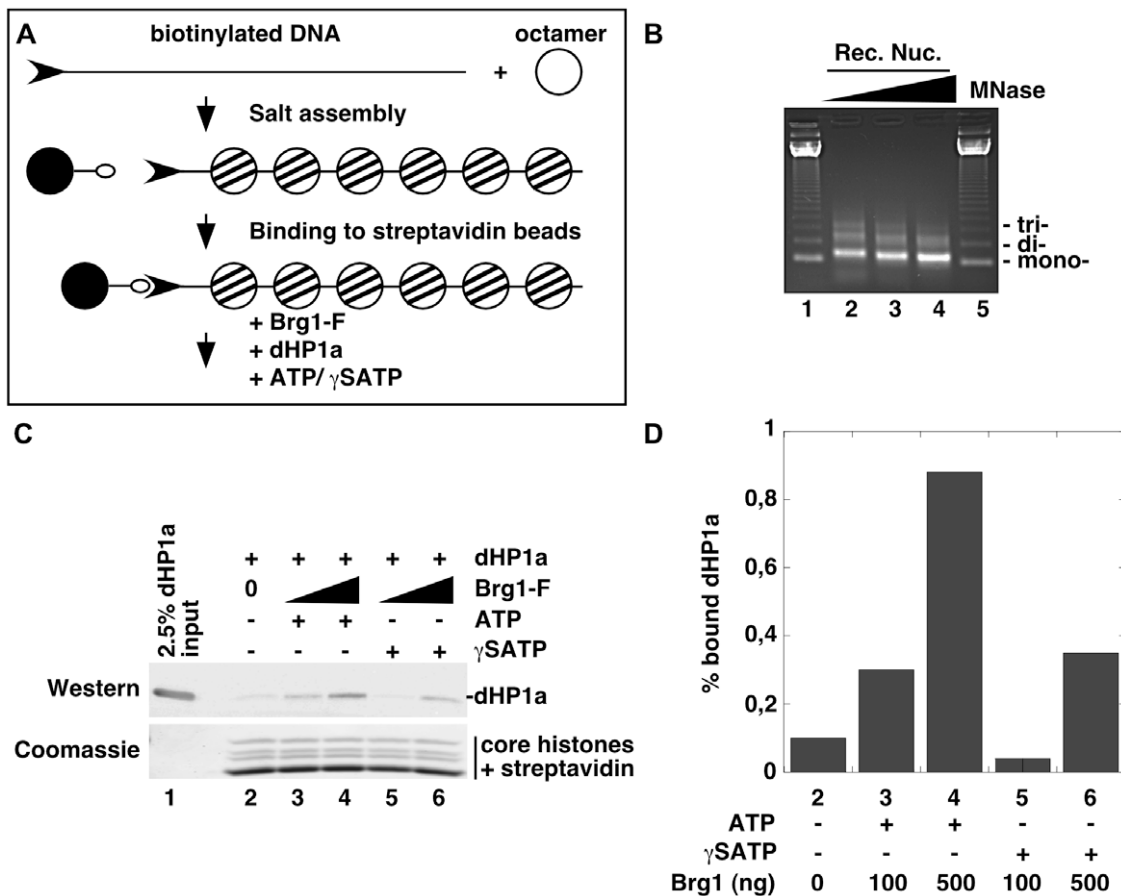 A
biotinylated DNA
octamer
+
Salt assembly
Binding to streptavidin beads
+ Brg1-F
+ dHP1a
+ ATP/ γSATP
B
Rec. Nuc.
MNase
- tri-
- di-
- mono-
1 2 3 4 5
C
2.5% dHP1a
input
+ + + + + dHP1a
0 Brg1-F
- + + - - ATP
- - - + + γSATP
Western
-dHP1a
Coomassie
core histones
+ streptavidin
1 2 3 4 5 6
D
% bound dHP1a
1
0,8
0,6
0,4
0,2
0
2 3 4 5 6
ATP - + + - -
γSATP - - - + +
Brg1 (ng) 0 100 500 100 500